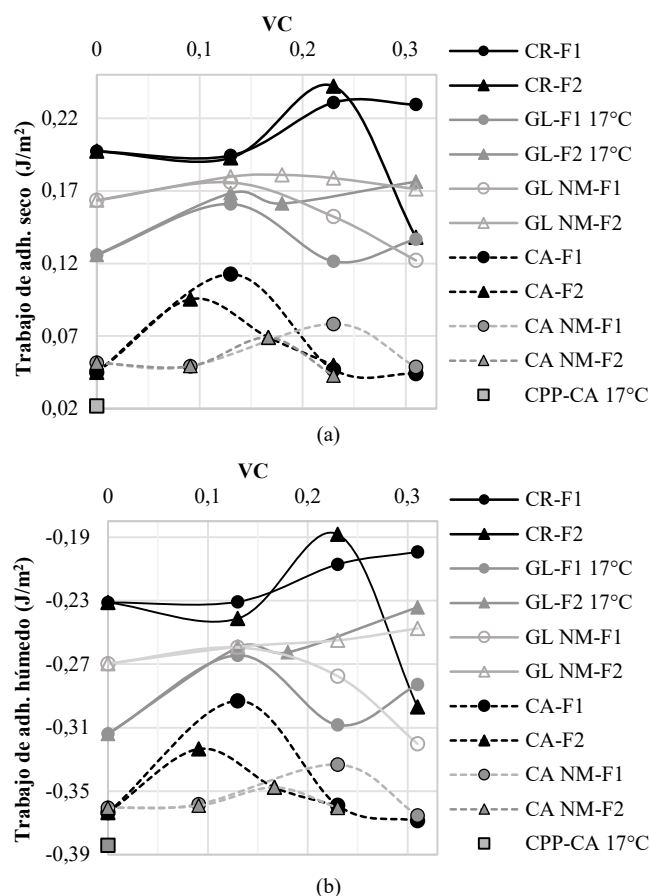 VC
0 0,1 0,2 0,3
0,22
0,17
0,12
0,07
0,02
Trabajo de adh. seco (J/m²)
CR-F1
CR-F2
GL-F1 17°C
GL-F2 17°C
GL NM-F1
GL NM-F2
CA-F1
CA-F2
CA NM-F1
CA NM-F2
CPP-CA 17°C
(a)
VC
0 0,1 0,2 0,3
-0,19
-0,23
-0,27
-0,31
-0,35
-0,39
Trabajo de adh. húmedo (J/m²)
CR-F1
CR-F2
GL-F1 17°C
GL-F2 17°C
GL NM-F1
GL NM-F2
CA-F1
CA-F2
CA NM-F1
CA NM-F2
CPP-CA 17°C
(b)